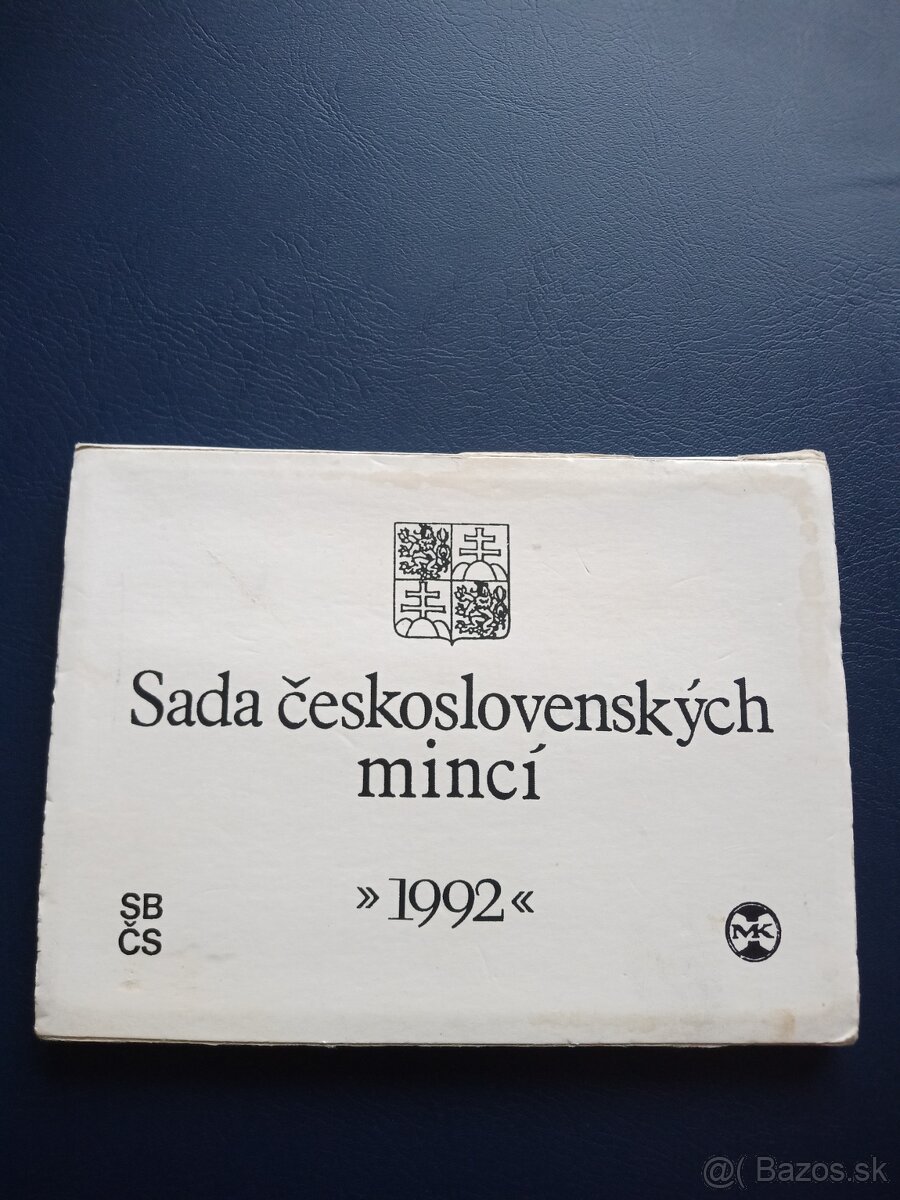 Sada československých
mincí
»1992«
SB
ČS
MK
@( Bazos.sk